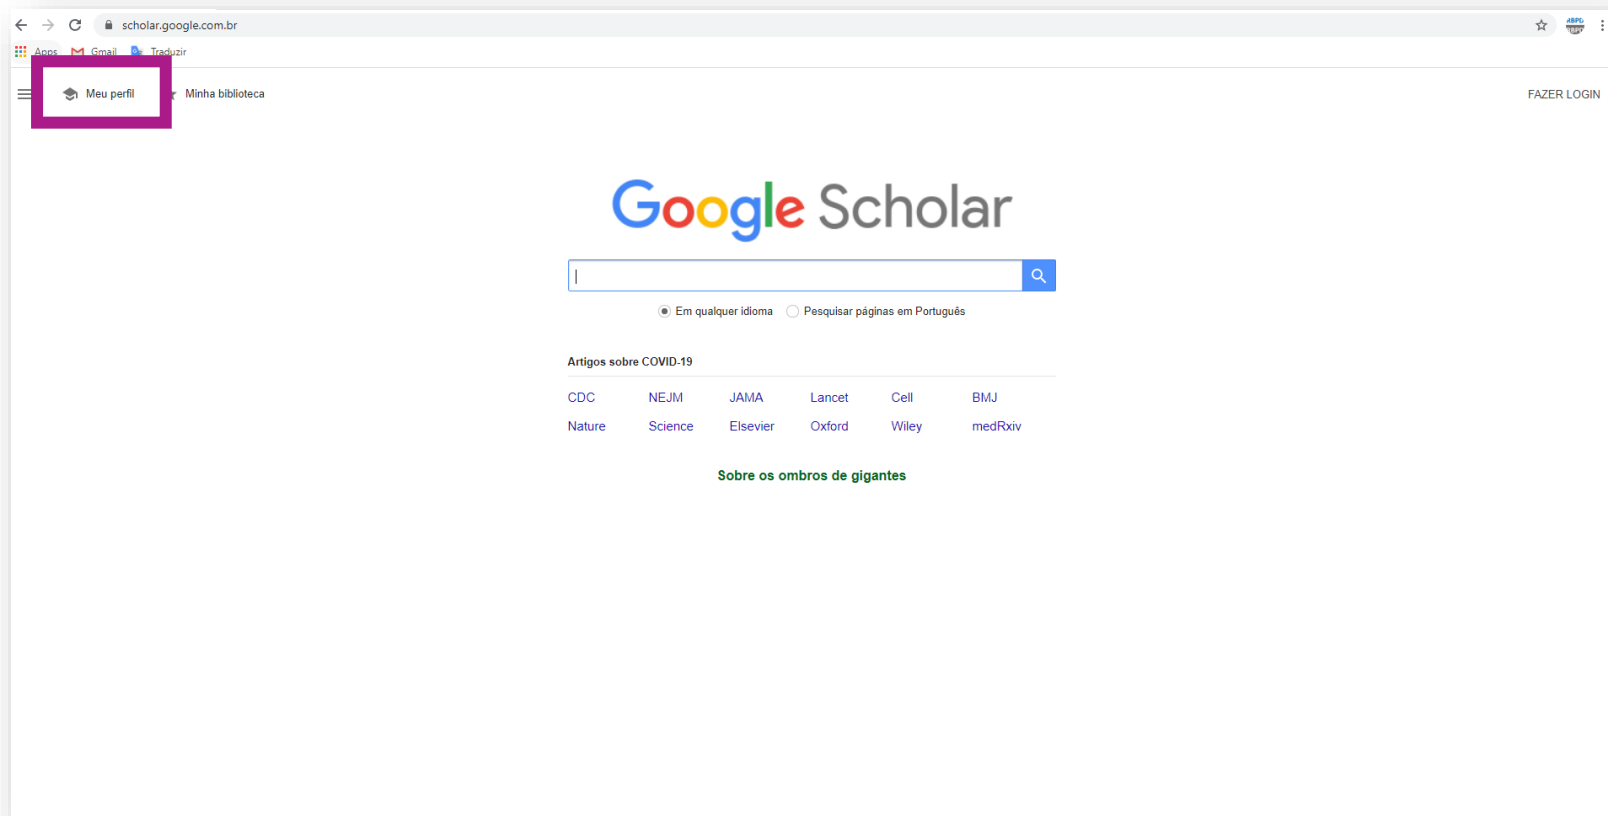 scholar.google.com.br
Apps Gmail Traduzir
Meu perfil Minha biblioteca FAZER LOGIN
Google Scholar
Em qualquer idioma Pesquisar páginas em Português
Artigos sobre COVID-19
CDC NEJM JAMA Lancet Cell BMJ
Nature Science Elsevier Oxford Wiley medRxiv
Sobre os ombros de gigantes